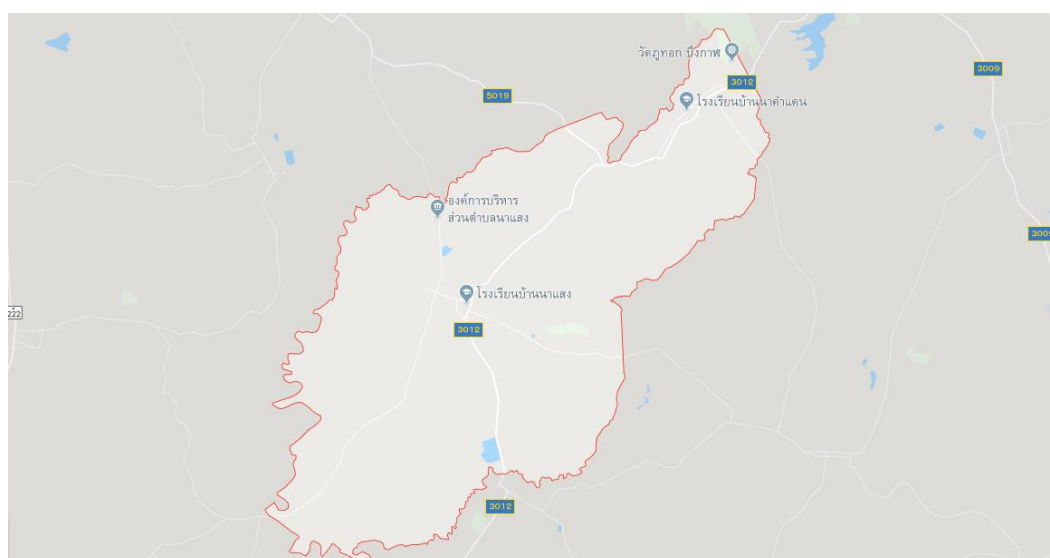 วัดภูทอก บึงกาฬ
3012
3009
5019
โรงเรียนบ้านนาคำแคน
องค์การบริหาร
ส่วนตำบลนาแสง
3009
โรงเรียนบ้านนาแสง
222
3012
3012